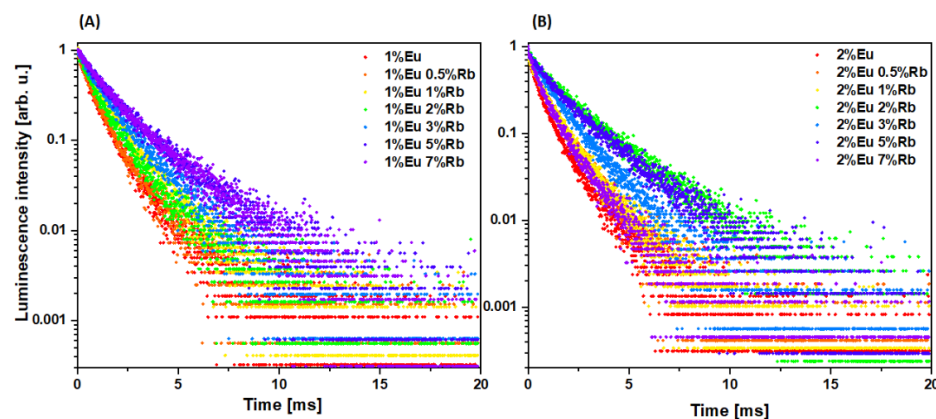 (A)
(B)
Luminescence intensity [arb. u.]
1
0.1
0.01
0.001
1%Eu
1%Eu 0.5%Rb
1%Eu 1%Rb
1%Eu 2%Rb
1%Eu 3%Rb
1%Eu 5%Rb
1%Eu 7%Rb
0
5
10
15
20
Time [ms]
1
0.1
0.01
0.001
2%Eu
2%Eu 0.5%Rb
2%Eu 1%Rb
2%Eu 2%Rb
2%Eu 3%Rb
2%Eu 5%Rb
2%Eu 7%Rb
0
5
10
15
20
Time [ms]